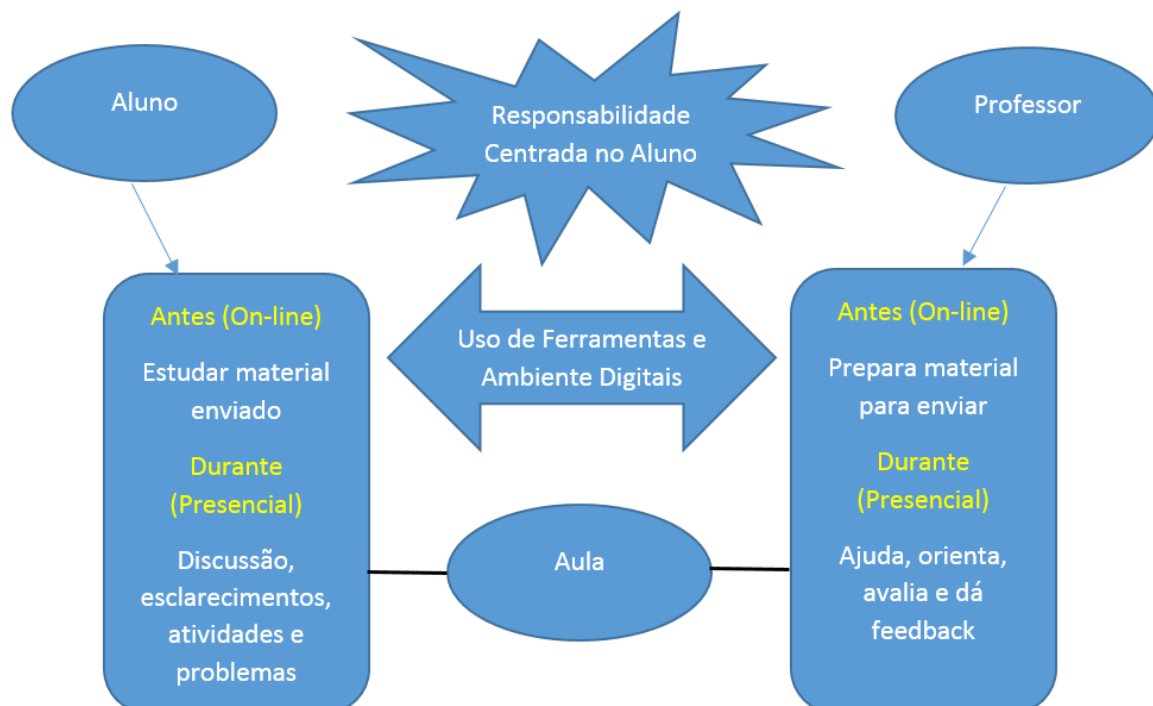 Aluno
Responsabilidade
Centrada no Aluno
Professor
Antes (On-line)
Estudar material
enviado
Durante
(Presencial)
Discussão,
esclarecimentos,
atividades e
problemas
Uso de Ferramentas e
Ambiente Digitais
Aula
Antes (On-line)
Prepara material
para enviar
Durante
(Presencial)
Ajuda, orienta,
avalia e dá
feedback